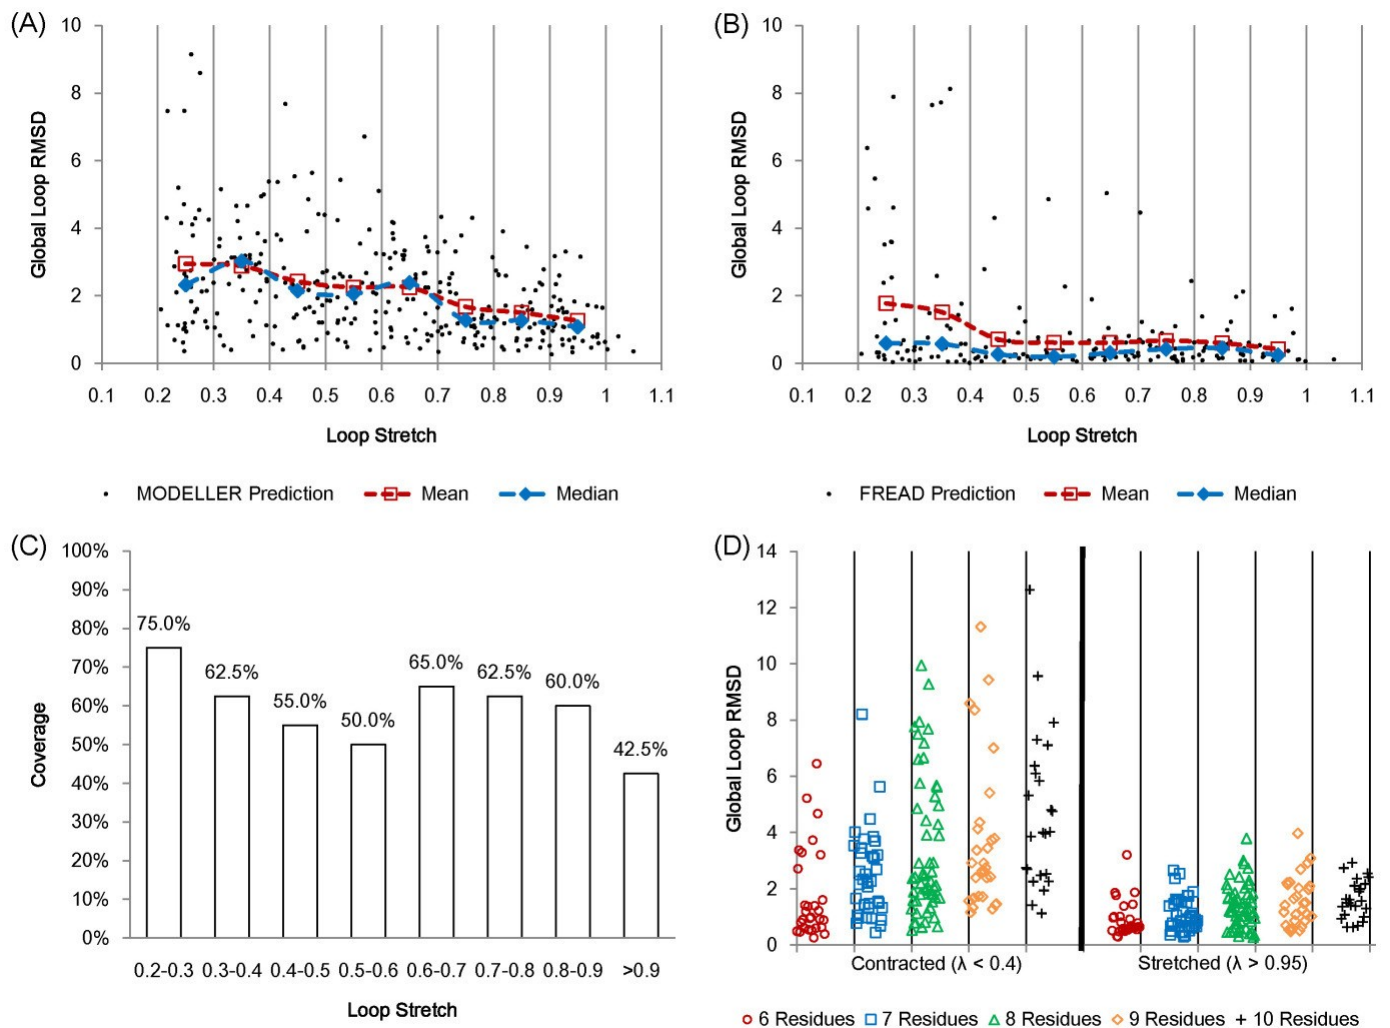 (A)
10
8
6
4
2
0
Global Loop RMSD
0.1 0.2 0.3 0.4 0.5 0.6 0.7 0.8 0.9 1 1.1
Loop Stretch
MODELLER Prediction Mean Median
(B)
10
8
6
4
2
0
Global Loop RMSD
0.1 0.2 0.3 0.4 0.5 0.6 0.7 0.8 0.9 1 1.1
Loop Stretch
FREAD Prediction Mean Median
(C)
100%
90%
80%
70%
60%
50%
40%
30%
20%
10%
0%
Coverage
75.0% 62.5% 55.0% 50.0% 65.0% 62.5% 60.0% 42.5%
0.2-0.3 0.3-0.4 0.4-0.5 0.5-0.6 0.6-0.7 0.7-0.8 0.8-0.9 >0.9
Loop Stretch
(D)
14
12
10
8
6
4
2
0
Global Loop RMSD
Contracted (λ < 0.4) Stretched (λ > 0.95)
6 Residues 7 Residues 8 Residues 9 Residues 10 Residues